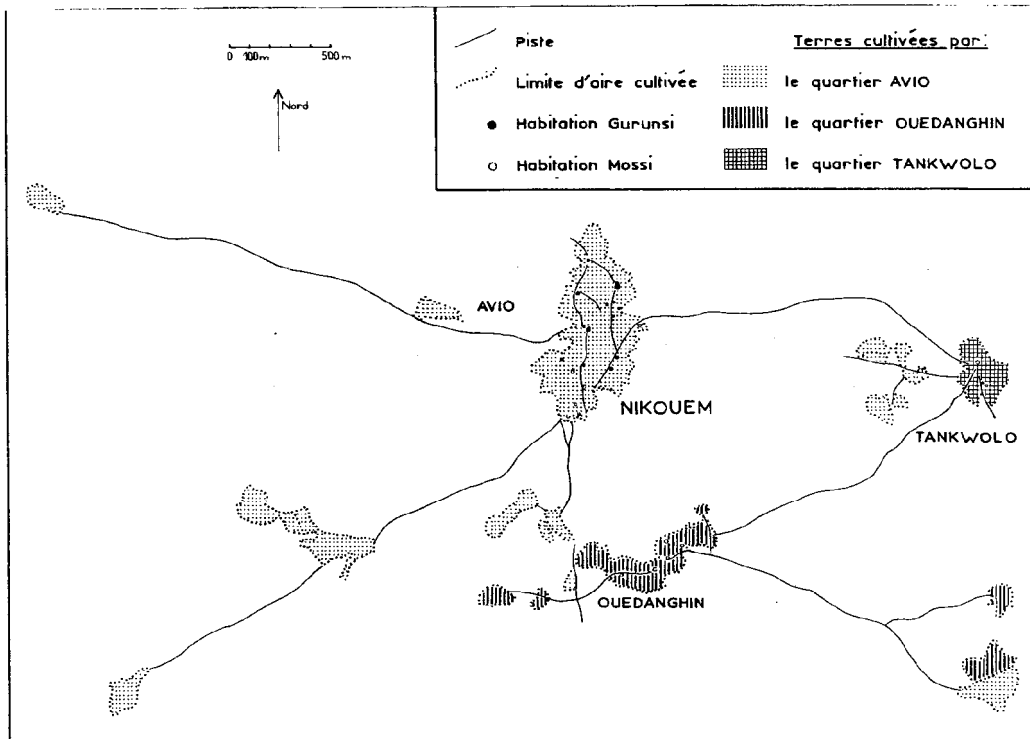 0 100m 500 m
Nord
Piste
Limite d'aire cultivée
Habitation Gurunsi
Habitation Mossi
Terres cultivées par:
le quartier AVIO
le quartier OUEDANGHIN
le quartier TANKWOLO
AVIO
NIKOUEM
TANKWOLO
OUEDANGHIN